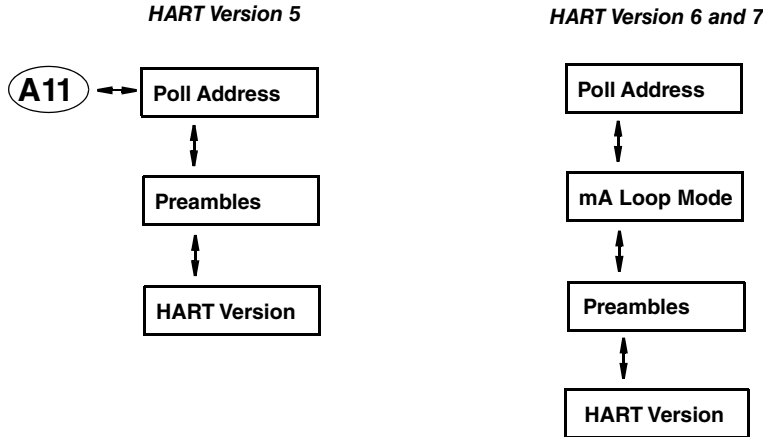 HART Version 5
A11
Poll Address
Preambles
HART Version
HART Version 6 and 7
Poll Address
mA Loop Mode
Preambles
HART Version